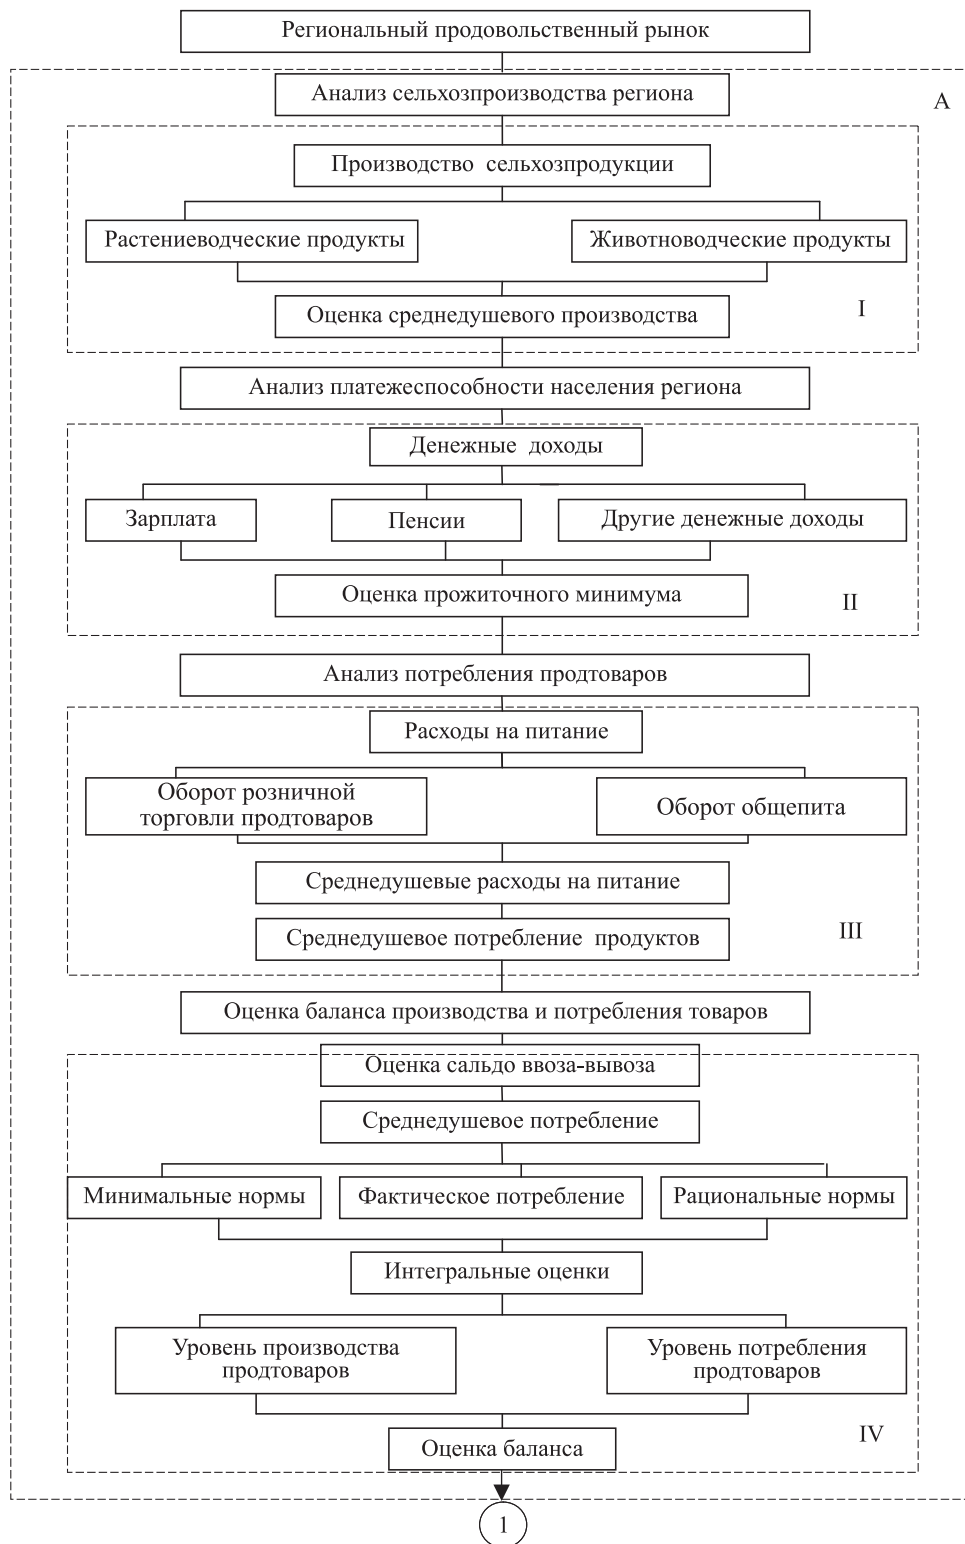 Региональный продовольственный рынок
Анализ сельхозпроизводства региона
А
Производство сельхозпродукции
Растениеводческие продукты
Животноводческие продукты
Оценка среднедушевого производства
I
Анализ платежеспособности населения региона
Денежные доходы
Зарплата
Пенсии
Другие денежные доходы
Оценка прожиточного минимума
II
Анализ потребления продтоваров
Расходы на питание
Оборот розничной
торговли продтоваров
Оборот общепита
Среднедушевые расходы на питание
Среднедушевое потребление продуктов
III
Оценка баланса производства и потребления товаров
Оценка сальдо ввоза-вывоза
Среднедушевое потребление
Минимальные нормы
Фактическое потребление
Рациональные нормы
Интегральные оценки
Уровень производства
продтоваров
Уровень потребления
продтоваров
Оценка баланса
IV
1